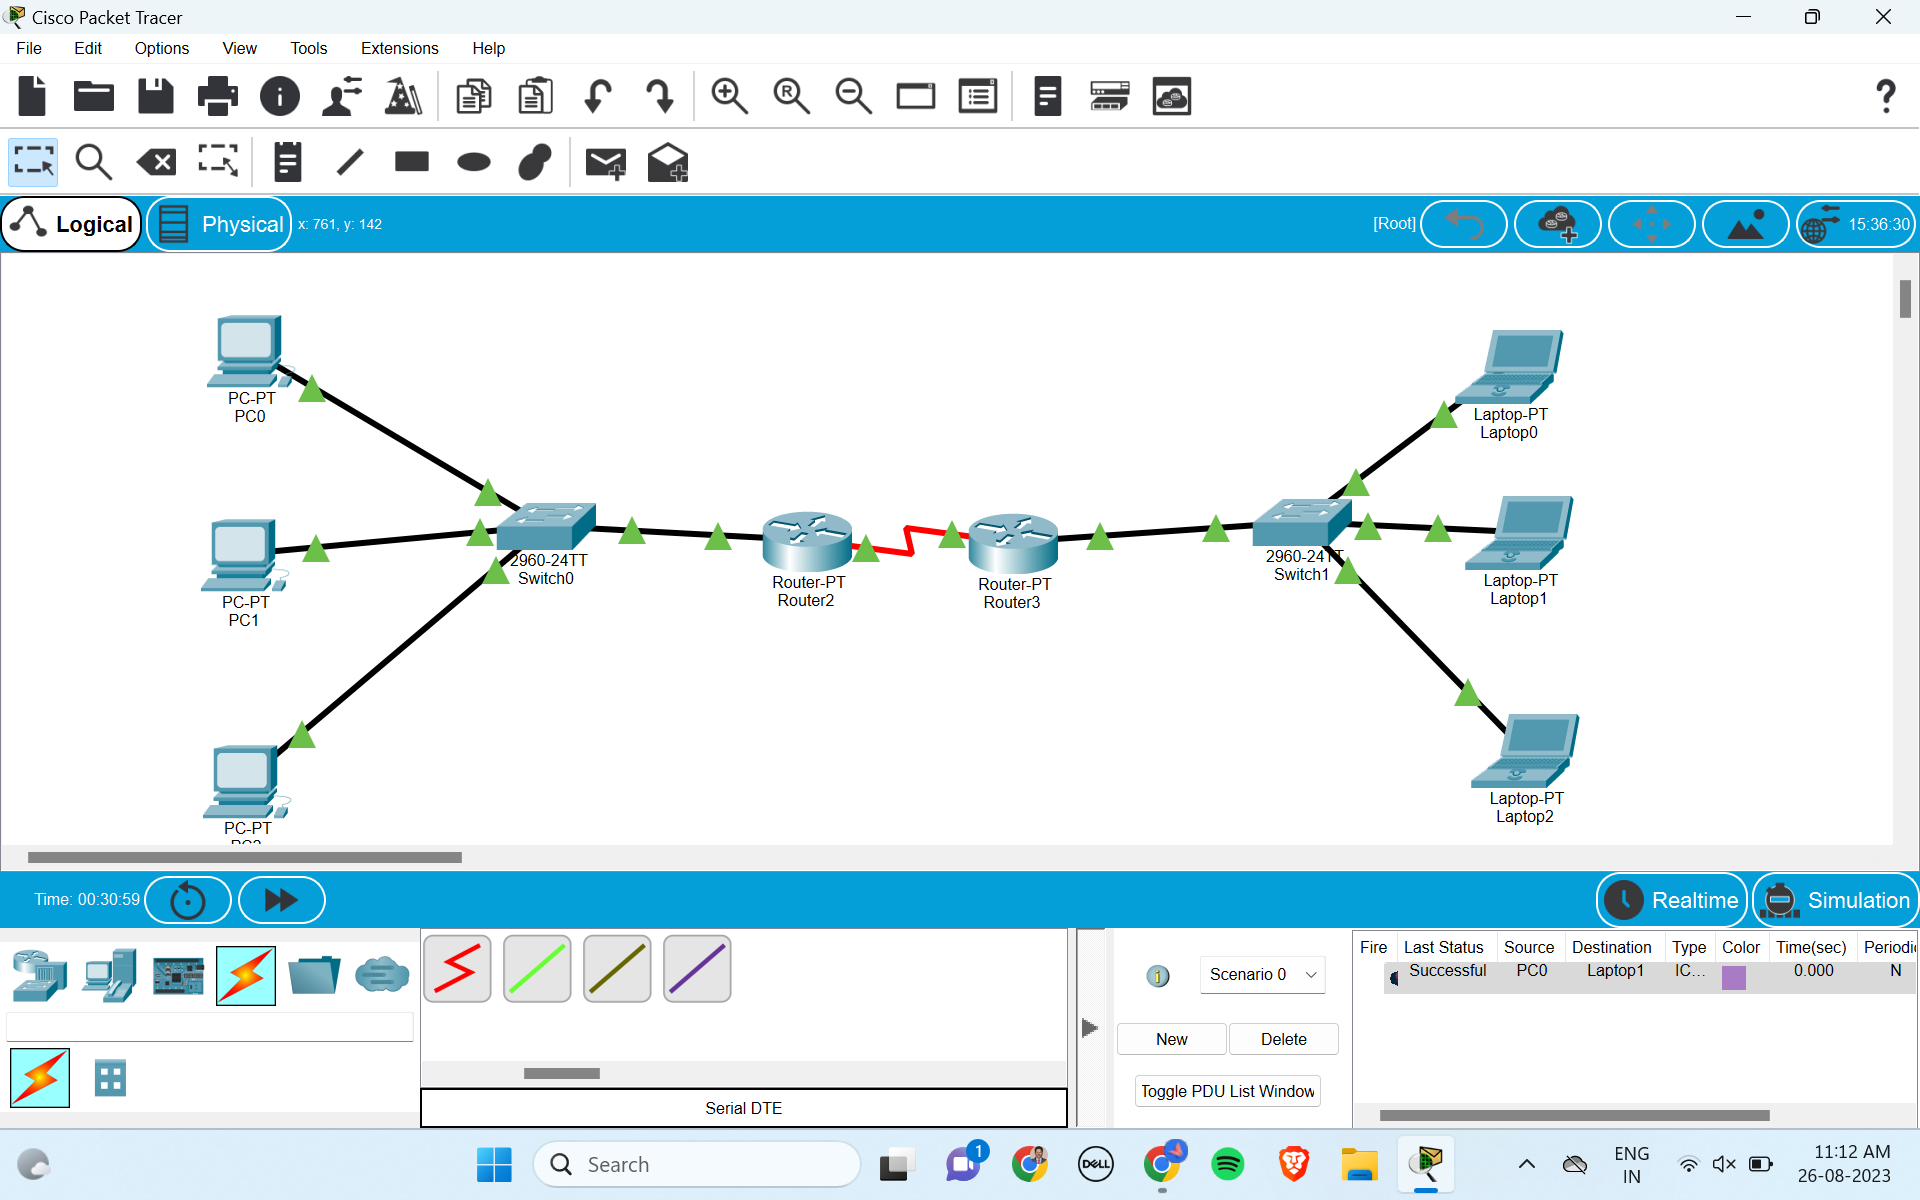 Cisco Packet Tracer
File Edit Options View Tools Extensions Help
Logical Physical x: 761, y: 142 [Root] 15:36:30
PC-PT
PC0
Laptop-PT
Laptop0
2960-24TT
Switch0
Router-PT
Router2
Router-PT
Router3
2960-24TT
Switch1
PC-PT
PC1
Laptop-PT
Laptop1
Laptop-PT
Laptop2
PC-PT
Time: 00:30:59 Realtime Simulation
Scenario 0
New Delete
Toggle PDU List Window
Fire Last Status Source Destination Type Color Time(sec) Periodic
Successful PC0 Laptop1 IC... 0.000 N
Serial DTE
Search
1
DELL
ENG
IN
11:12 AM
26-08-2023